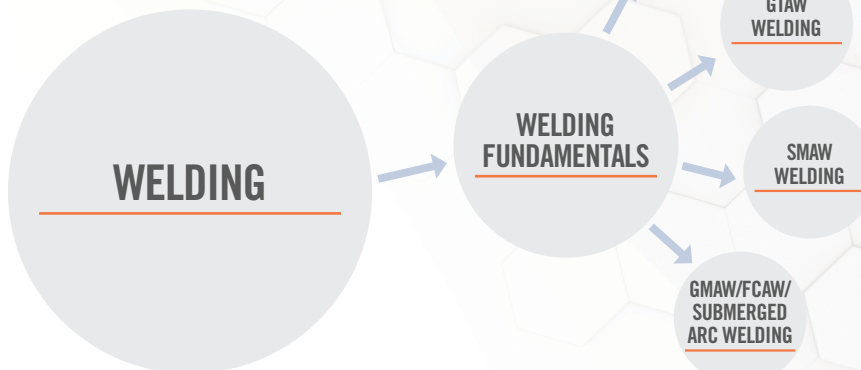 WELDING
WELDING
FUNDAMENTALS
GTAW
WELDING
SMAW
WELDING
GMAW/FCAW/
SUBMERGED
ARC WELDING